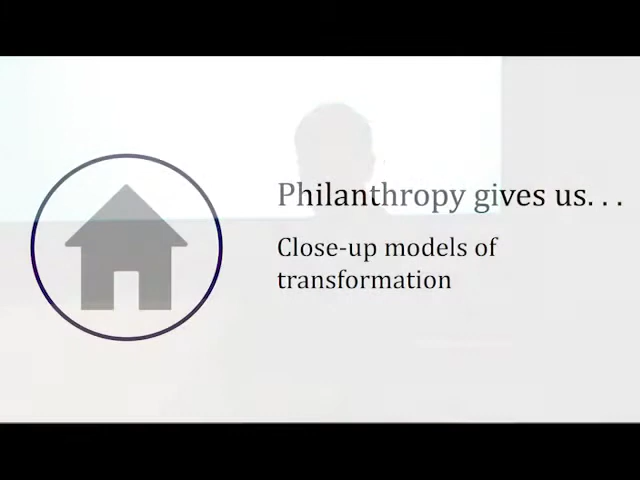 Philanthropy gives us. . .
Close-up models of
transformation